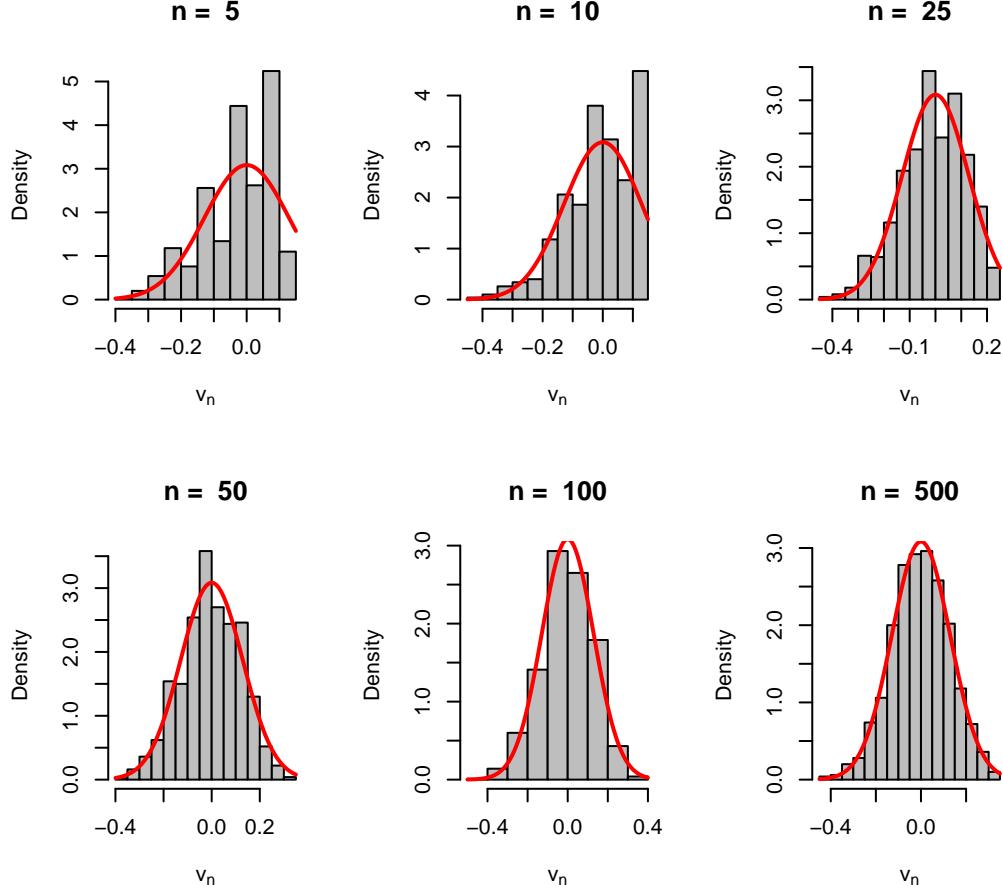 n = 5
Density
0 1 2 3 4 5
−0.4 −0.2 0.0
vn
n = 10
Density
0 1 2 3 4
−0.4 −0.2 0.0
vn
n = 25
Density
0.0 1.0 2.0 3.0
−0.4 −0.1 0.2
vn
n = 50
Density
0.0 1.0 2.0 3.0
−0.4 0.0 0.2
vn
n = 100
Density
0.0 1.0 2.0 3.0
−0.4 0.0 0.4
vn
n = 500
Density
0.0 1.0 2.0 3.0
−0.4 0.0
vn